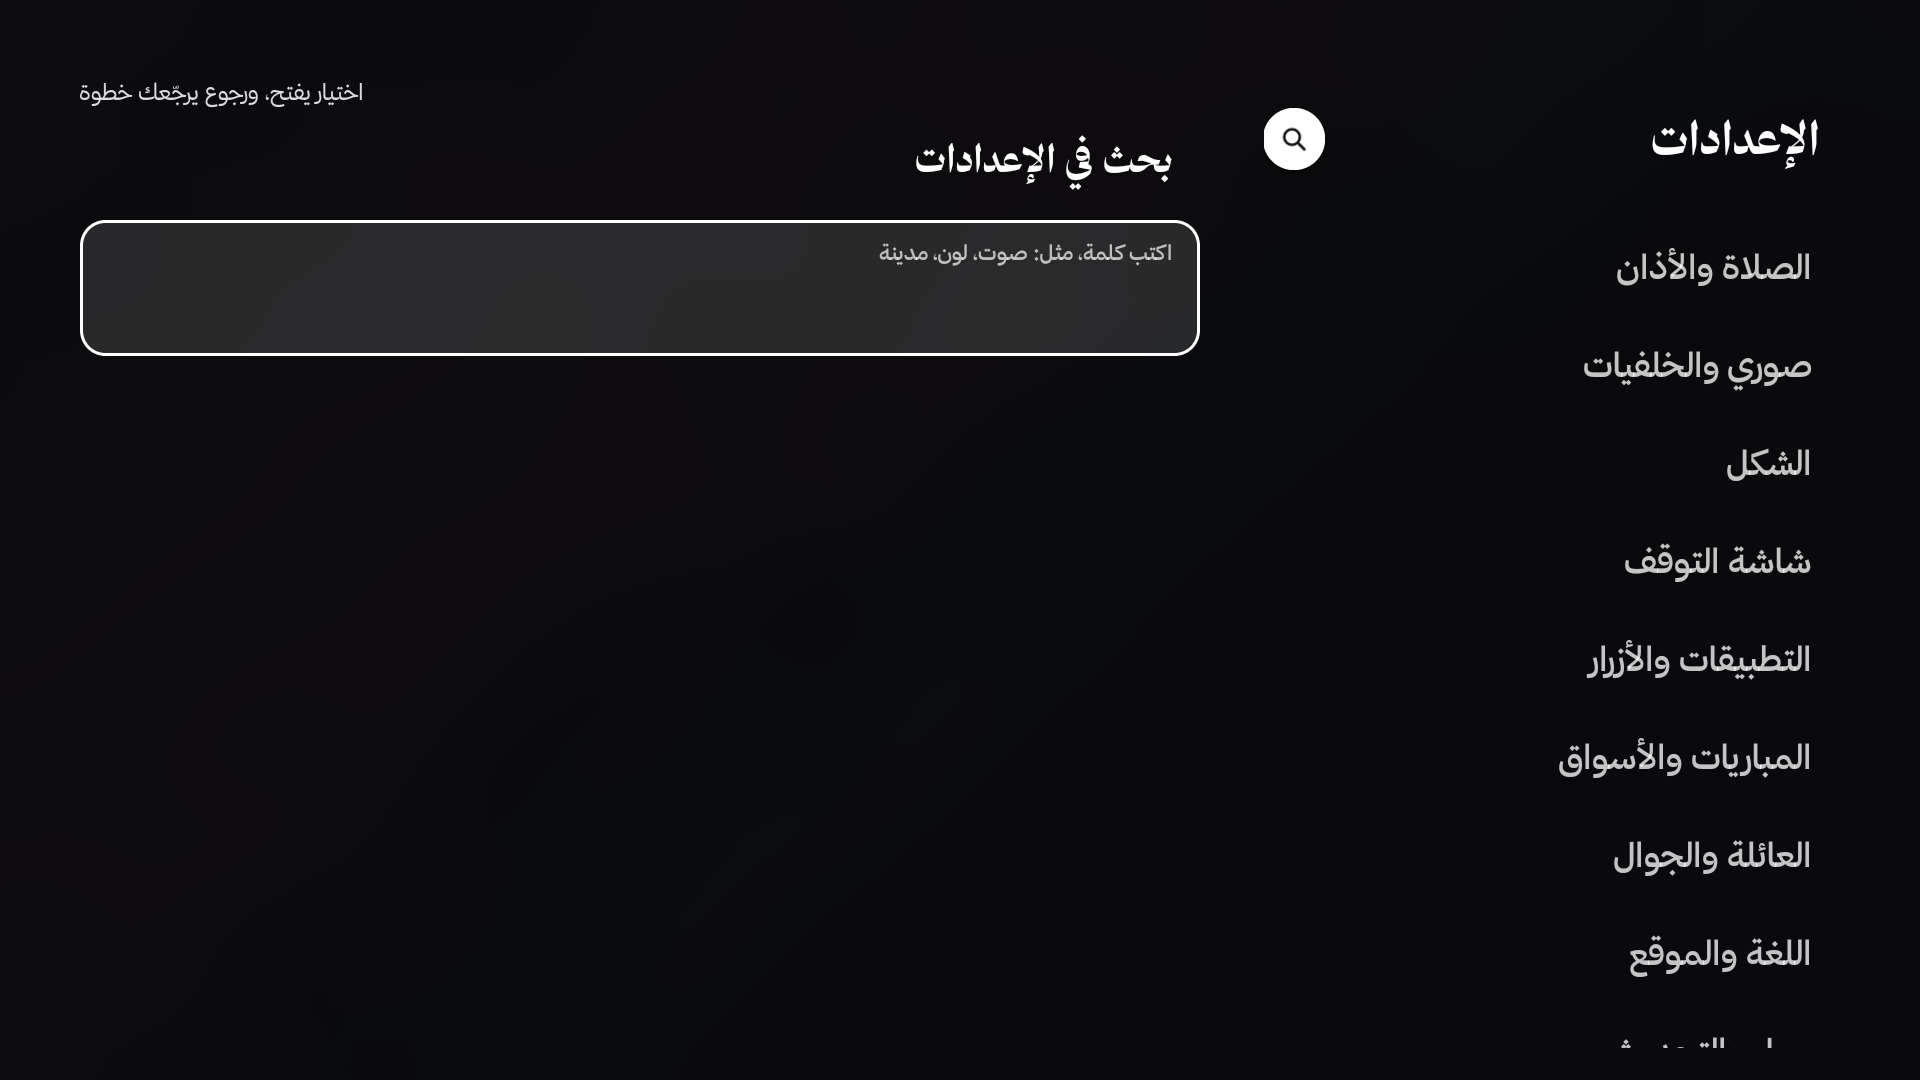 الإعدادات
الصلاة والأذان
صوري والخلفيات
الشكل
شاشة التوقف
التطبيقات والأزرار
المباريات والأسواق
العائلة والجوال
اللغة والموقع
اختيار يفتح، ورجوع يرجّعك خطوة
بحث في الإعدادات
اكتب كلمة، مثل: صوت، لون، مدينة